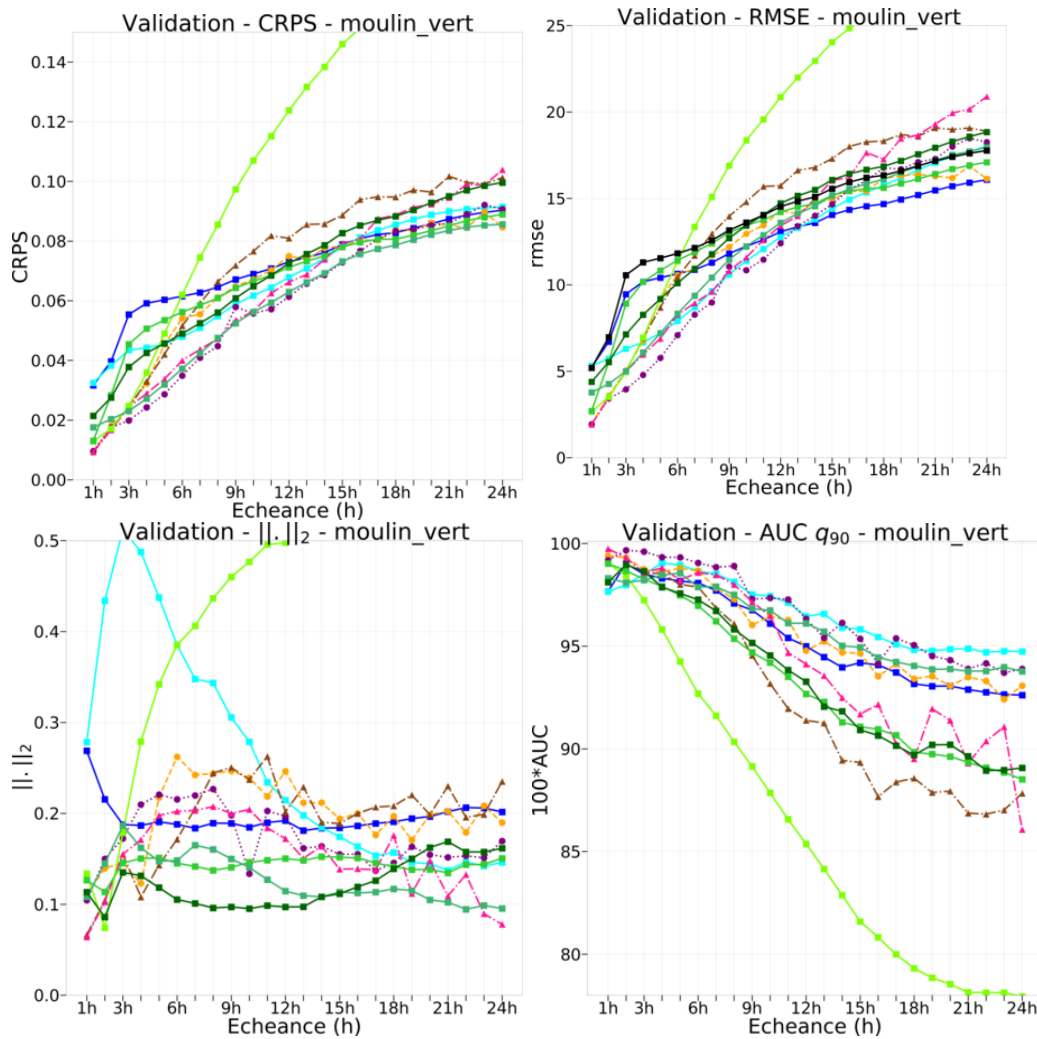 Validation - CRPS - moulin_vert
CRPS
0.14
0.12
0.10
0.08
0.06
0.04
0.02
0.00
1h 3h 6h 9h 12h 15h 18h 21h 24h
Echeance (h)
Validation - RMSE - moulin_vert
rmse
25
20
15
10
5
0
1h 3h 6h 9h 12h 15h 18h 21h 24h
Echeance (h)
Validation - ||.||₂ - moulin_vert
||.||₂
0.5
0.4
0.3
0.2
0.1
0.0
1h 3h 6h 9h 12h 15h 18h 21h 24h
Echeance (h)
Validation - AUC q₉₀ - moulin_vert
100*AUC
100
95
90
85
80
1h 3h 6h 9h 12h 15h 18h 21h 24h
Echeance (h)